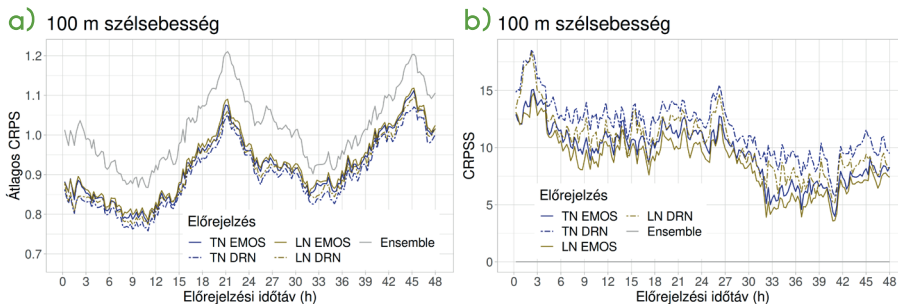 a) 100 m szélsebesség
Átlagos CRPS
1.2
1.1
1.0
0.9
0.8
0.7
Előrejelzés
TN EMOS LN EMOS Ensemble
TN DRN LN DRN
0 3 6 9 12 15 18 21 24 27 30 33 36 39 42 45 48
Előrejelzési időtáv (h)
b) 100 m szélsebesség
CRPSS
15
10
5
0
Előrejelzés
TN EMOS LN DRN
TN DRN Ensemble
LN EMOS
0 3 6 9 12 15 18 21 24 27 30 33 36 39 42 45 48
Előrejelzési időtáv (h)